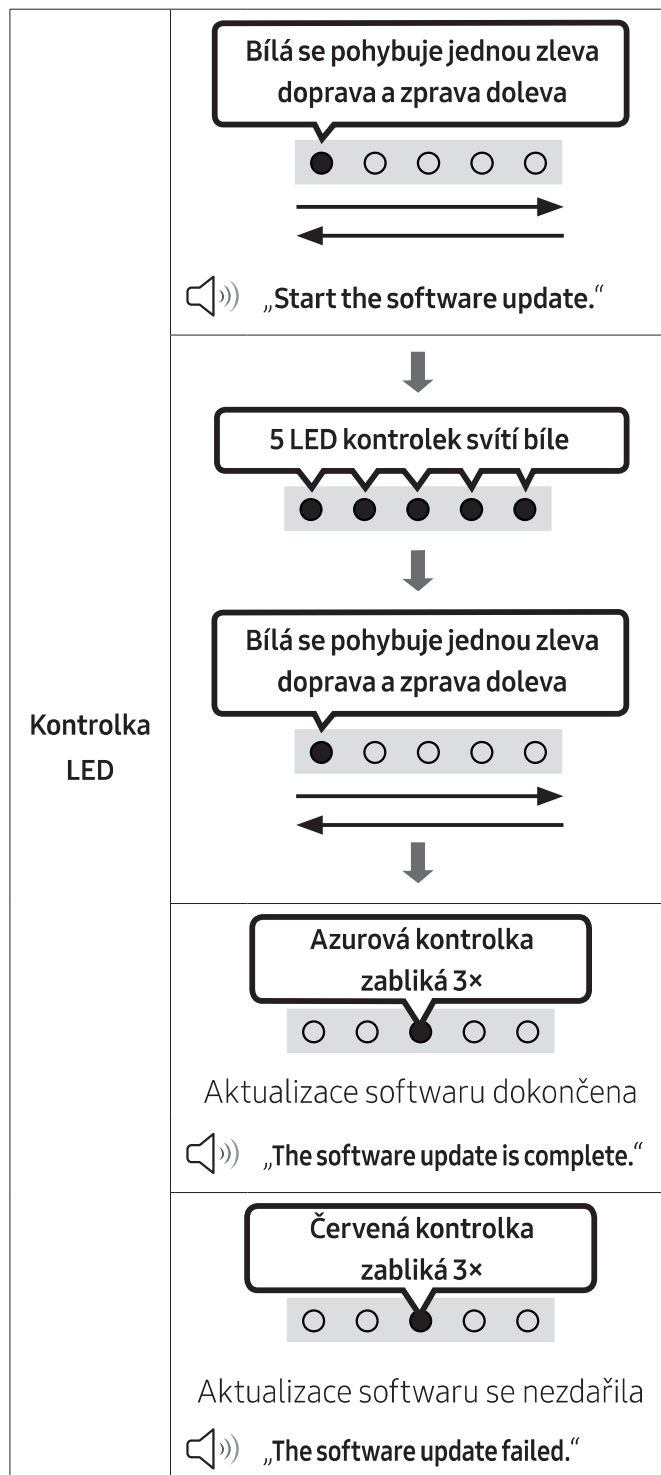 Bílá se pohybuje jednou zleva
doprava a zprava doleva
„Start the software update.“
5 LED kontrolek svítí bíle
Bílá se pohybuje jednou zleva
doprava a zprava doleva
Kontrolka
LED
Azurová kontrolka
zabliká 3×
Aktualizace softwaru dokončena
„The software update is complete.“
Červená kontrolka
zabliká 3×
Aktualizace softwaru se nezdařila
„The software update failed.“